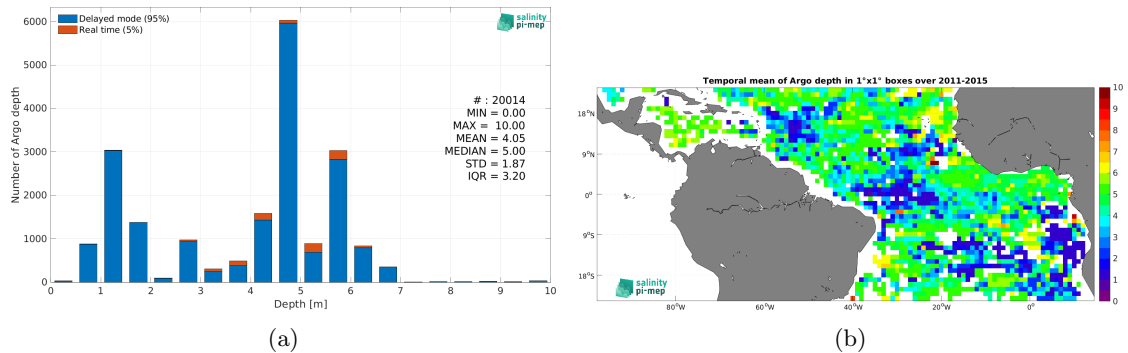 Delayed mode (95%)
Real time (5%)
salinity
pi-mep
# : 20014
MIN = 0.00
MAX = 10.00
MEAN = 4.05
MEDIAN = 5.00
STD = 1.87
IQR = 3.20
Number of Argo depth
6000
5000
4000
3000
2000
1000
0
0 1 2 3 4 5 6 7 8 9 10
Depth [m]
(a)
Temporal mean of Argo depth in 1°x1° boxes over 2011-2015
18°N
9°N
0°
9°S
18°S
80°W 60°W 40°W 20°W 0°
salinity
pi-mep
10
9
8
7
6
5
4
3
2
1
0
(b)